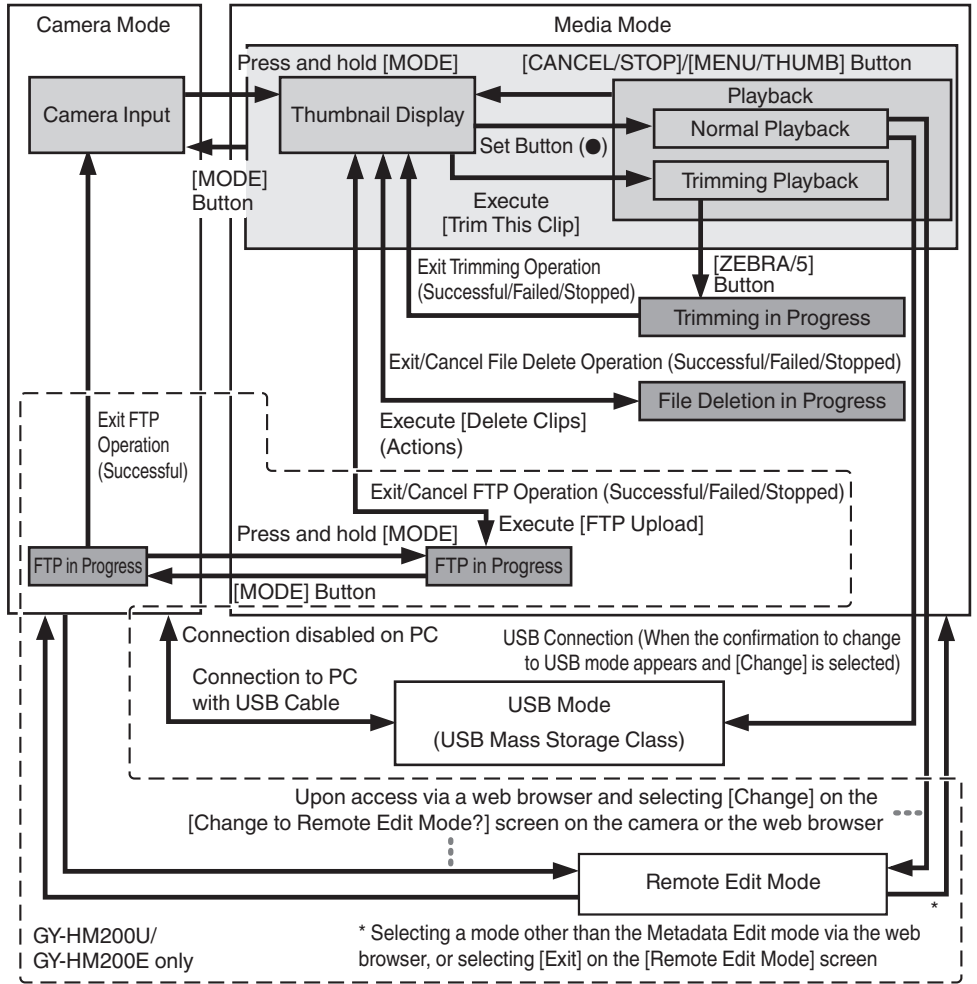 Camera Mode
Media Mode
Press and hold [MODE]
[CANCEL/STOP]/[MENU/THUMB] Button
Camera Input
Thumbnail Display
Playback
Normal Playback
Set Button (●)
[MODE]
Button
Trimming Playback
Execute
[Trim This Clip]
Exit Trimming Operation
(Successful/Failed/Stopped)
[ZEBRA/5]
Button
Trimming in Progress
Exit/Cancel File Delete Operation (Successful/Failed/Stopped)
File Deletion in Progress
Exit FTP
Operation
(Successful)
Execute [Delete Clips]
(Actions)
Exit/Cancel FTP Operation (Successful/Failed/Stopped)
Execute [FTP Upload]
Press and hold [MODE]
FTP in Progress
FTP in Progress
[MODE] Button
Connection disabled on PC
USB Connection (When the confirmation to change
to USB mode appears and [Change] is selected)
Connection to PC
with USB Cable
USB Mode
(USB Mass Storage Class)
Upon access via a web browser and selecting [Change] on the
[Change to Remote Edit Mode?] screen on the camera or the web browser
Remote Edit Mode
*
GY-HM200U/
GY-HM200E only
* Selecting a mode other than the Metadata Edit mode via the web
browser, or selecting [Exit] on the [Remote Edit Mode] screen